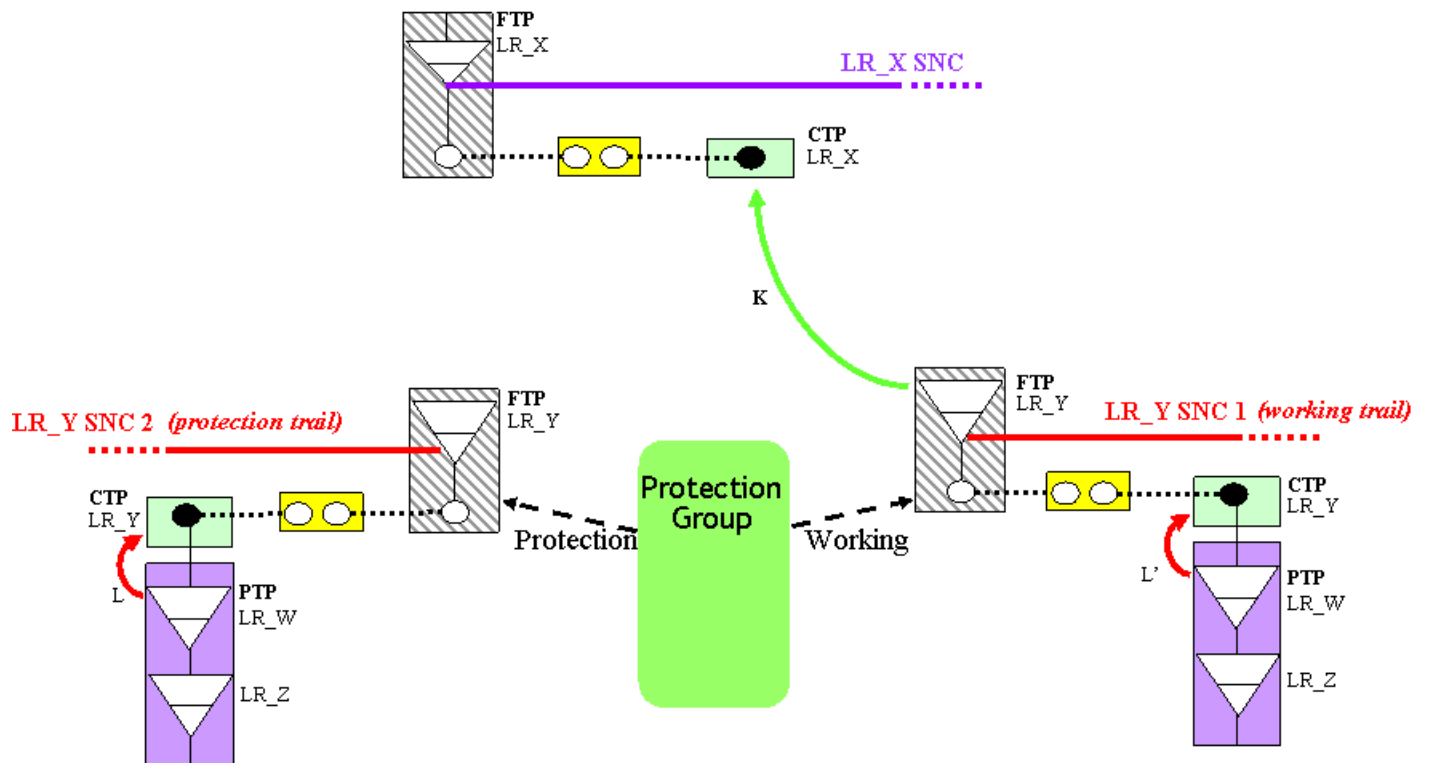 FTP
LR_X
LR_X SNC
CTP
LR_X
K
FTP
LR_Y
LR_Y SNC 2 (protection trail)
FTP
LR_Y
LR_Y SNC 1 (working trail)
Protection
Group
CTP
LR_Y
CTP
LR_Y
Protection
Working
L
PTP
LR_W
L'
PTP
LR_W
LR_Z
LR_Z